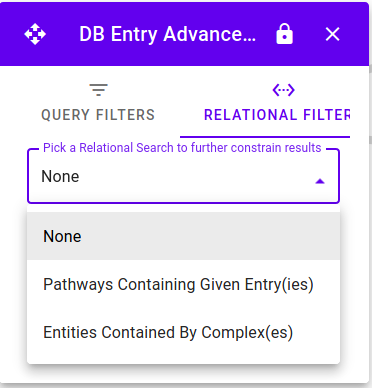 DB Entry Advance...
QUERY FILTERS
RELATIONAL FILTER
Pick a Relational Search to further constrain results
None
None
Pathways Containing Given Entry(ies)
Entities Contained By Complex(es)